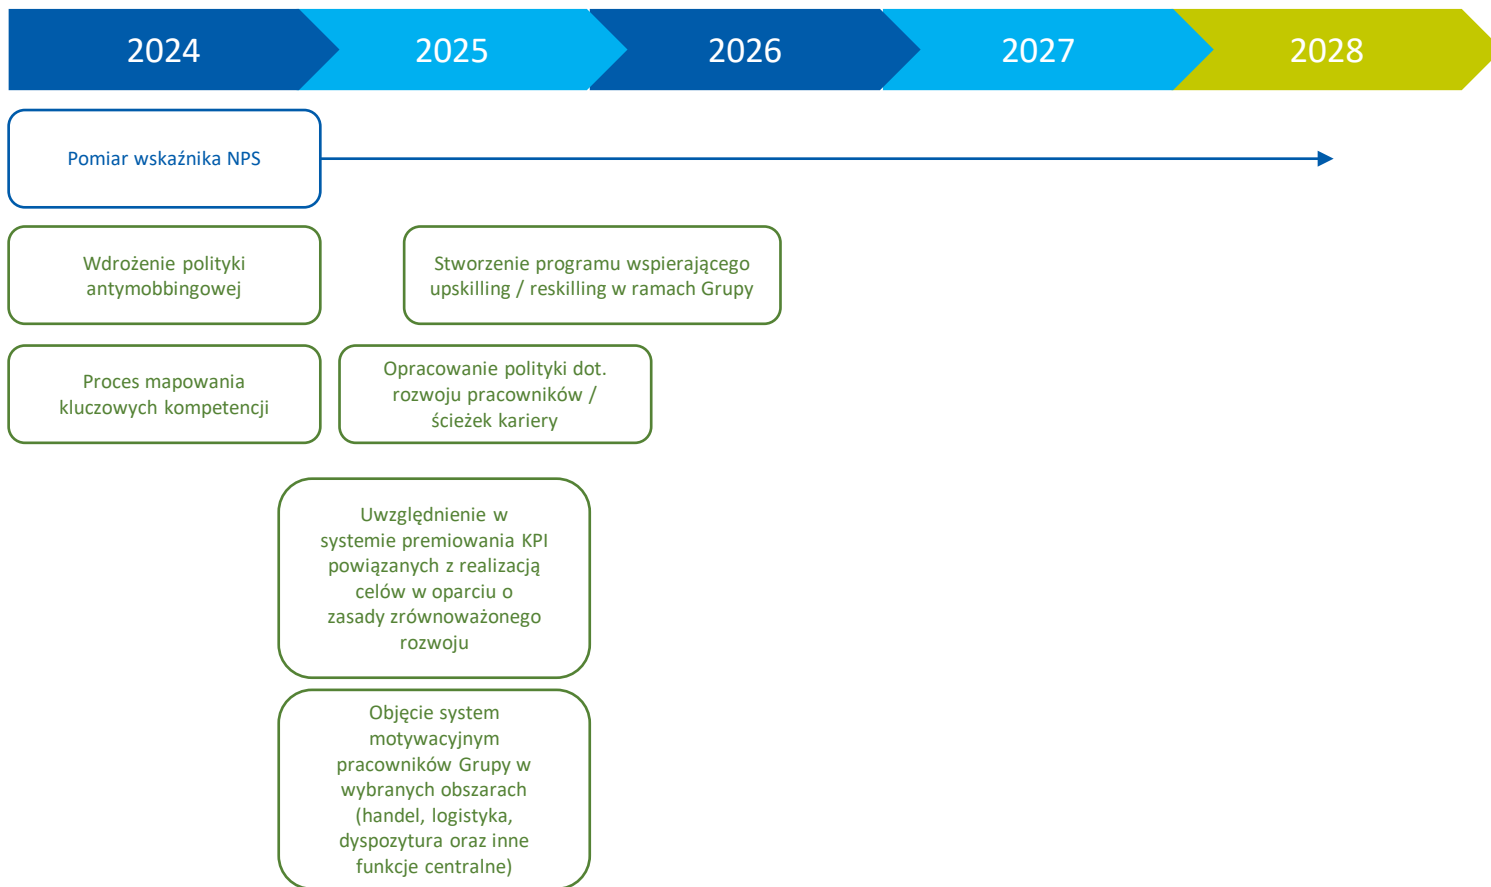 2024
2025
2026
2027
2028
Pomiar wskaźnika NPS
Wdrożenie polityki
antymobbingowej
Stworzenie programu wspierającego
upskilling / reskilling w ramach Grupy
Proces mapowania
kluczowych kompetencji
Opracowanie polityki dot.
rozwoju pracowników /
ścieżek kariery
Uwzględnienie w
systemie premiowania KPI
powiązanych z realizacją
celów w oparciu o
zasady zrównoważonego
rozwoju
Objęcie system
motywacyjnym
pracowników Grupy w
wybranych obszarach
(handel, logistyka,
dyspozytura oraz inne
funkcje centralne)